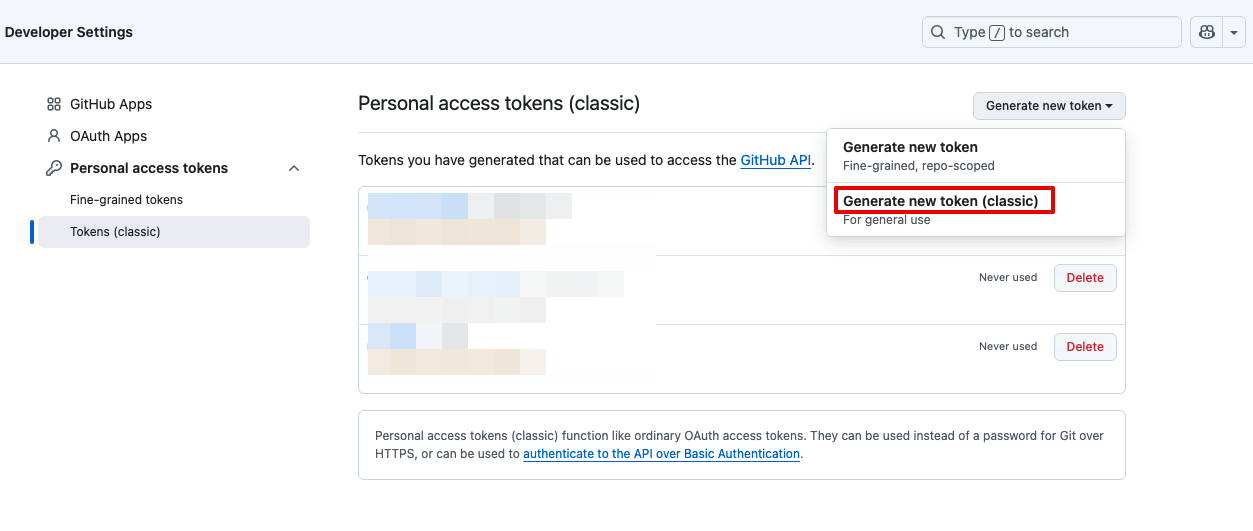 Developer Settings
Type / to search
GitHub Apps
OAuth Apps
Personal access tokens
Fine-grained tokens
Tokens (classic)
Personal access tokens (classic)
Generate new token
Generate new token
Fine-grained, repo-scoped
Generate new token (classic)
For general use
Tokens you have generated that can be used to access the GitHub API.
Never used
Delete
Never used
Delete
Personal access tokens (classic) function like ordinary OAuth access tokens. They can be used instead of a password for Git over
HTTPS, or can be used to authenticate to the API over Basic Authentication.